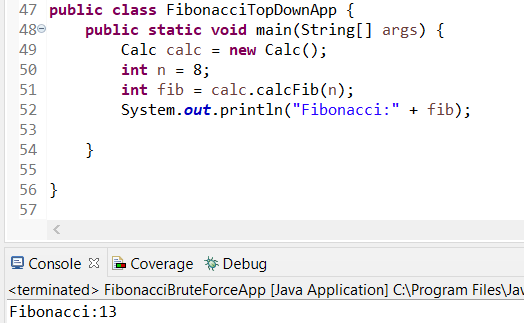 47 public class FibonacciTopDownApp {
48 public static void main(String[] args) {
49 Calc calc = new Calc();
50 int n = 8;
51 int fib = calc.calcFib(n);
52 System.out.println("Fibonacci:" + fib);
53
54 }
55
56 }
57
Console Coverage Debug
<terminated> FibonacciBruteForceApp [Java Application] C:\Program Files\Jav
Fibonacci:13